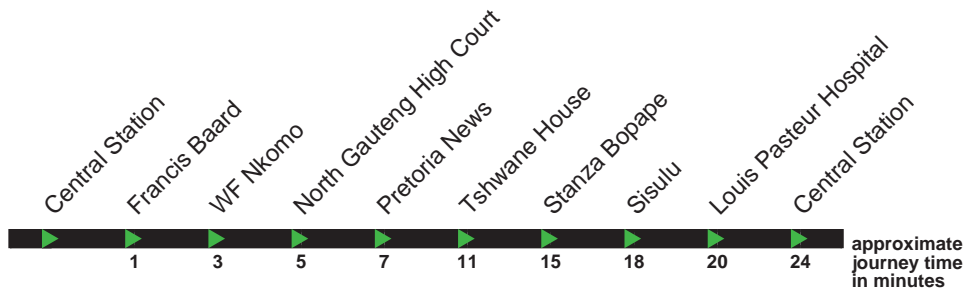 Central Station
Francis Baard
WF Nkomo
North Gauteng High Court
Pretoria News
Tshwane House
Stanza Bopape
Sisulu
Louis Pasteur Hospital
Central Station
1 3 5 7 11 15 18 20 24
approximate
journey time
in minutes